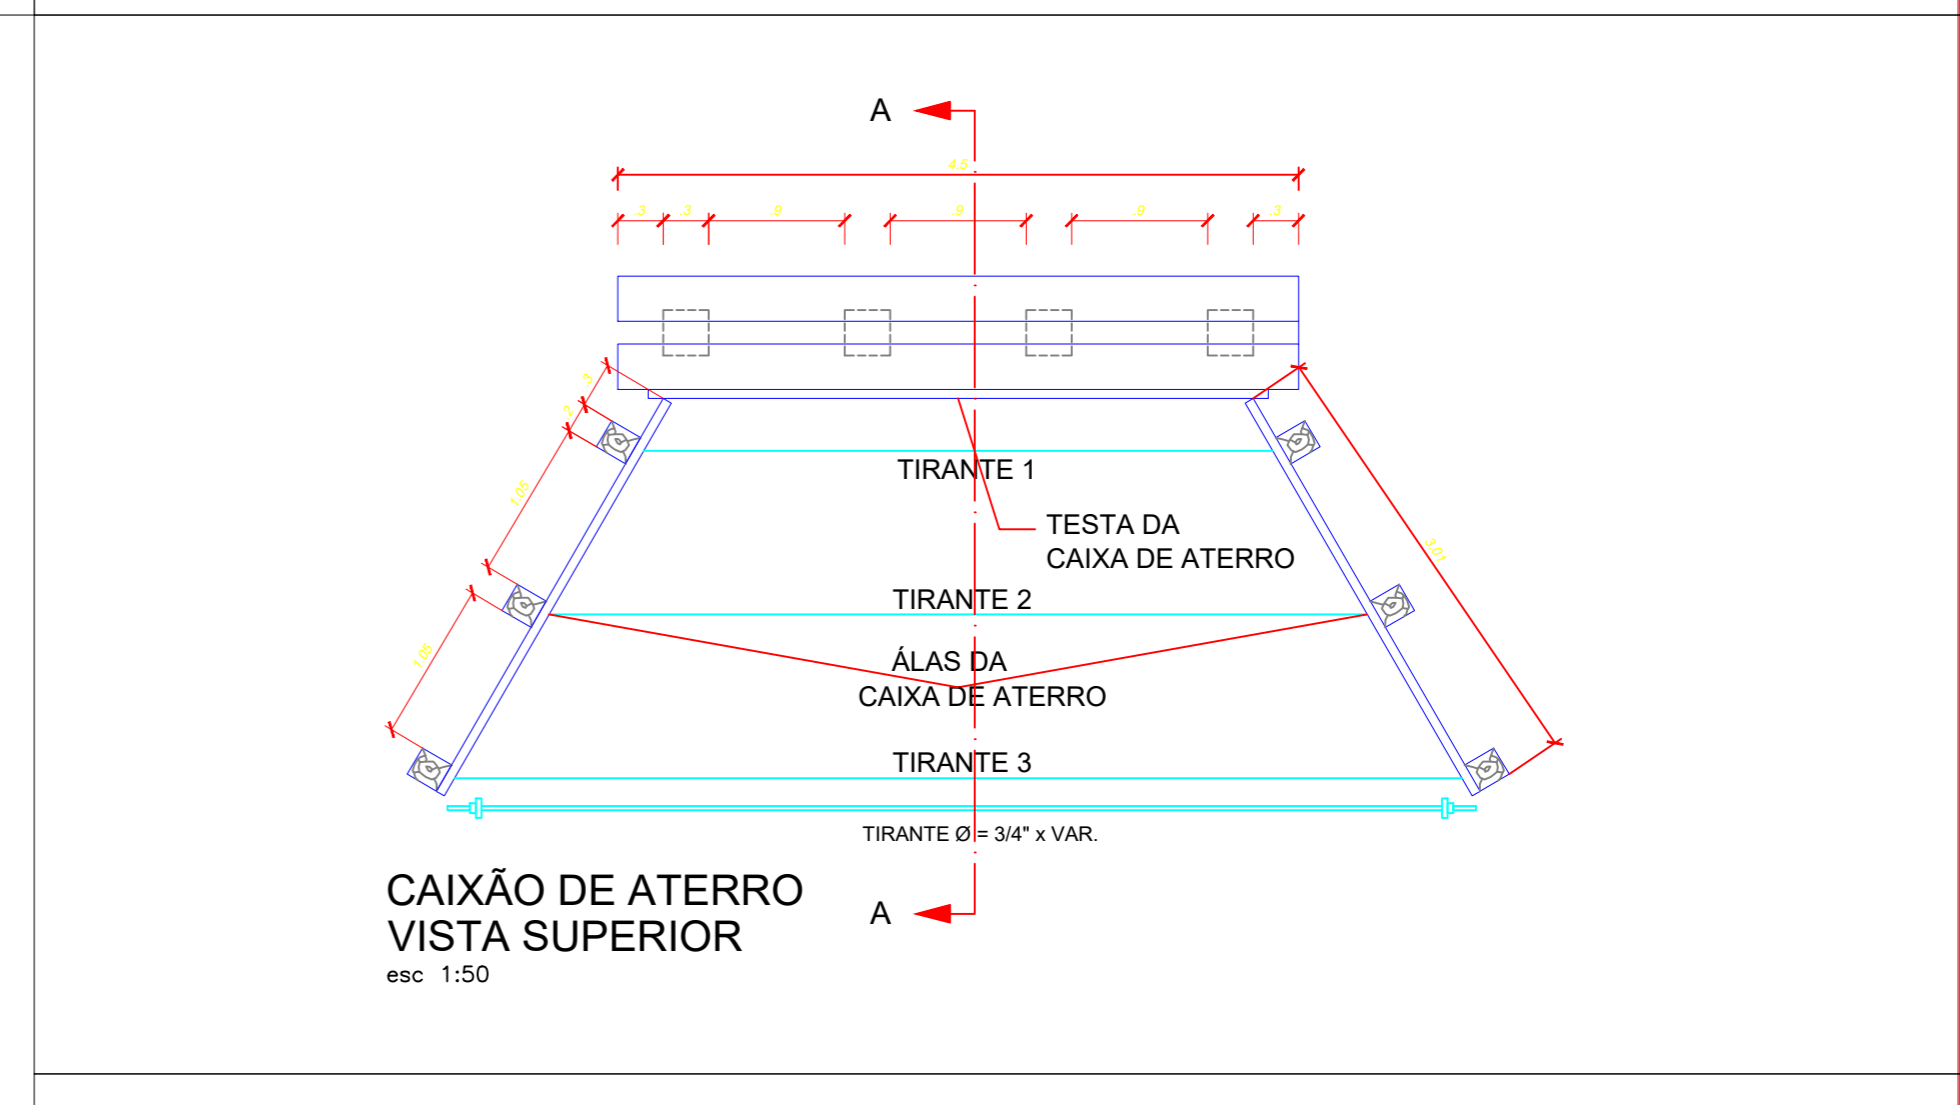 A
4.5
.3 .3 .9 .9 .9 .3
.3
.2
TIRANTE 1
1.05
TESTA DA
CAIXA DE ATERRO
3.01
TIRANTE 2
1.05
ÁLAS DA
CAIXA DE ATERRO
TIRANTE 3
TIRANTE Ø = 3/4" x VAR.
CAIXÃO DE ATERRO
VISTA SUPERIOR
esc 1:50
A